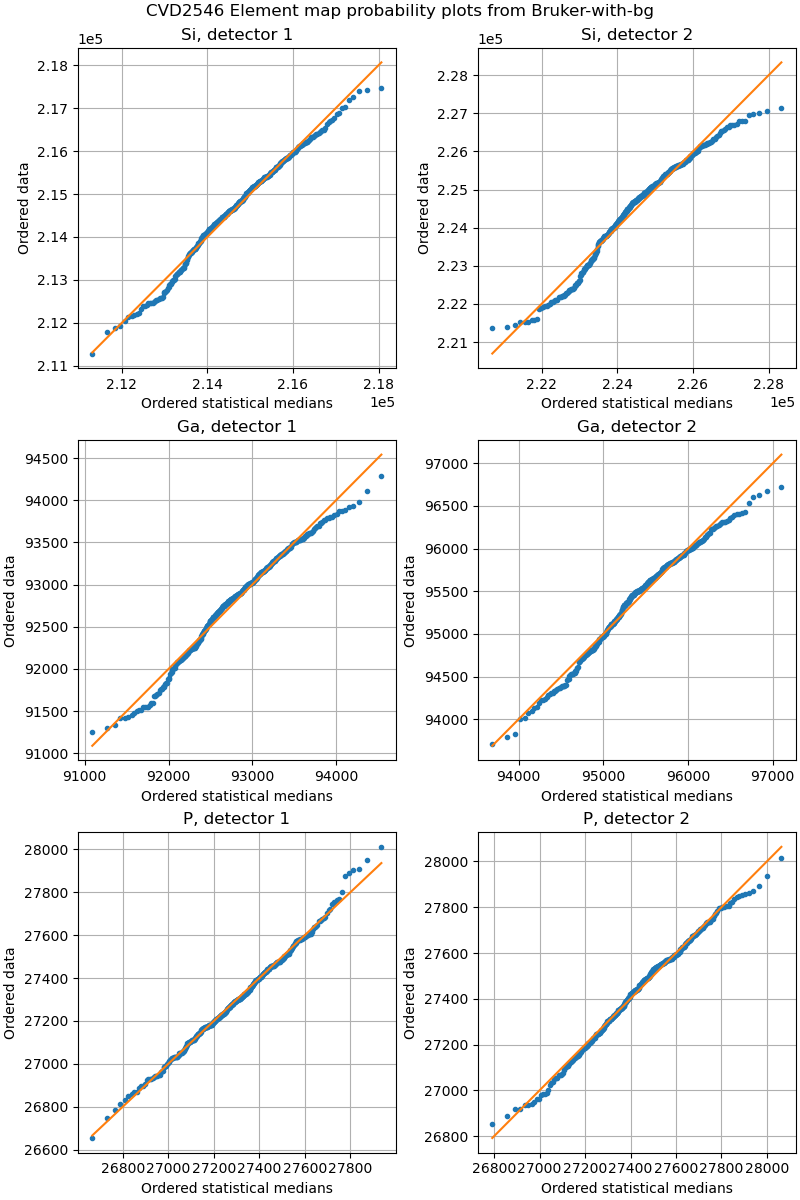 CVD2546 Element map probability plots from Bruker-with-bg
Si, detector 1
1e5
2.18
2.17
2.16
2.15
2.14
2.13
2.12
2.11
Ordered data
2.12 2.14 2.16 2.18
1e5
Ordered statistical medians
Si, detector 2
1e5
2.28
2.27
2.26
2.25
2.24
2.23
2.22
2.21
Ordered data
2.22 2.24 2.26 2.28
1e5
Ordered statistical medians
Ga, detector 1
94500
94000
93500
93000
92500
92000
91500
91000
Ordered data
91000 92000 93000 94000
Ordered statistical medians
Ga, detector 2
97000
96500
96000
95500
95000
94500
94000
Ordered data
94000 95000 96000 97000
Ordered statistical medians
P, detector 1
28000
27800
27600
27400
27200
27000
26800
26600
Ordered data
26800 27000 27200 27400 27600 27800
Ordered statistical medians
P, detector 2
28000
27800
27600
27400
27200
27000
26800
Ordered data
26800 27000 27200 27400 27600 27800 28000
Ordered statistical medians